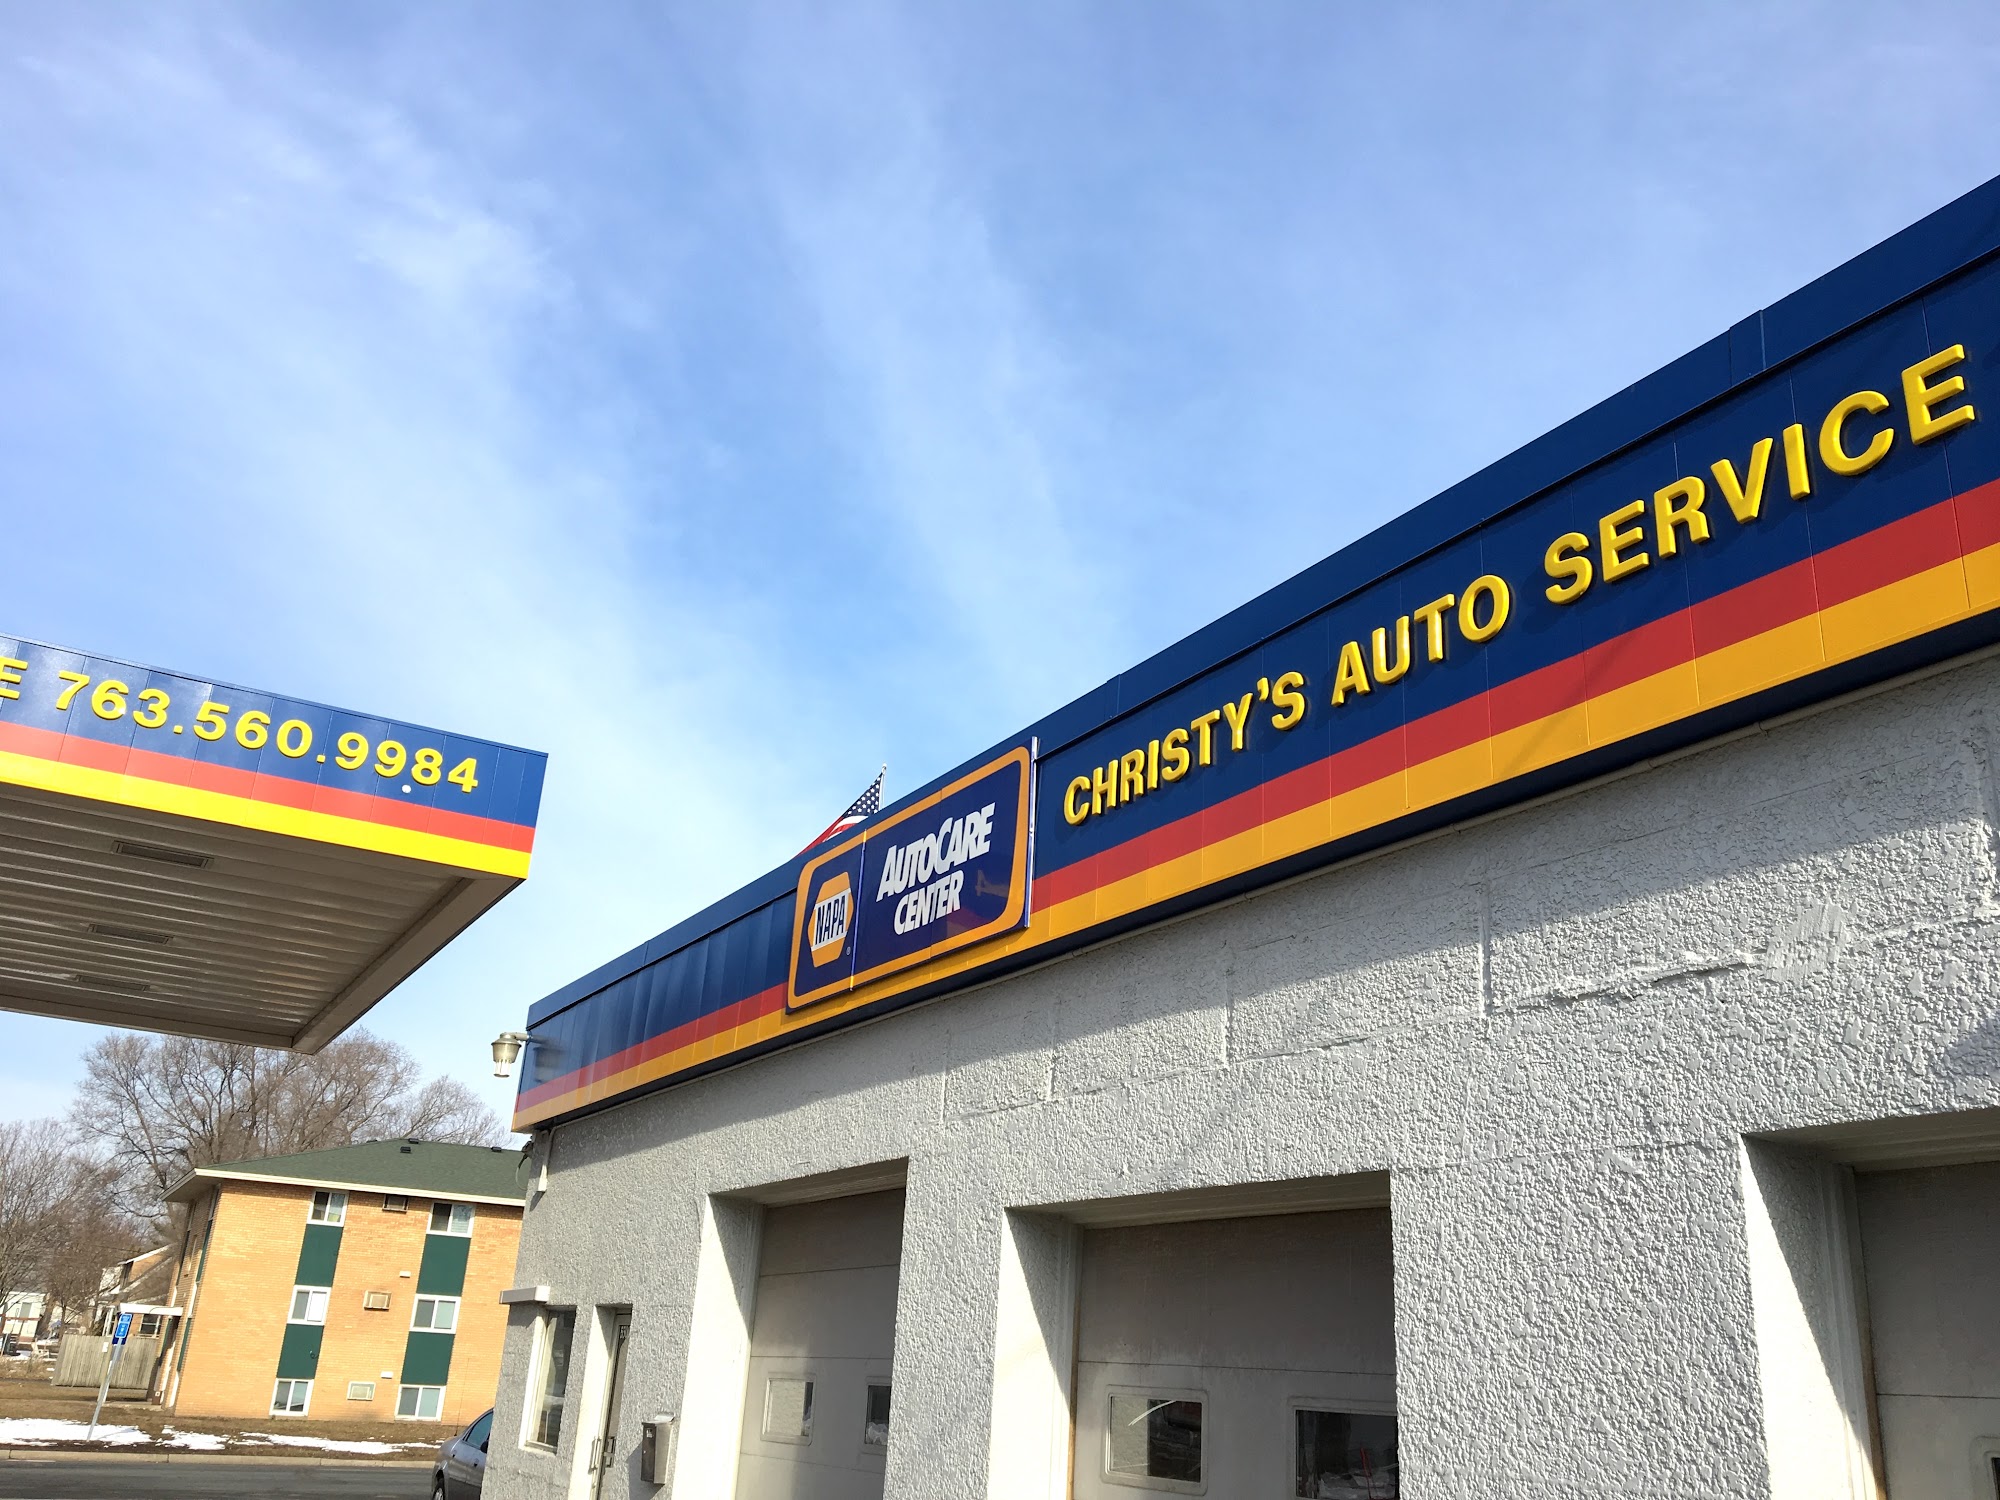 E 763.560.9984
NAPA
AUTOCARE
CENTER
CHRISTY'S AUTO SERVICE